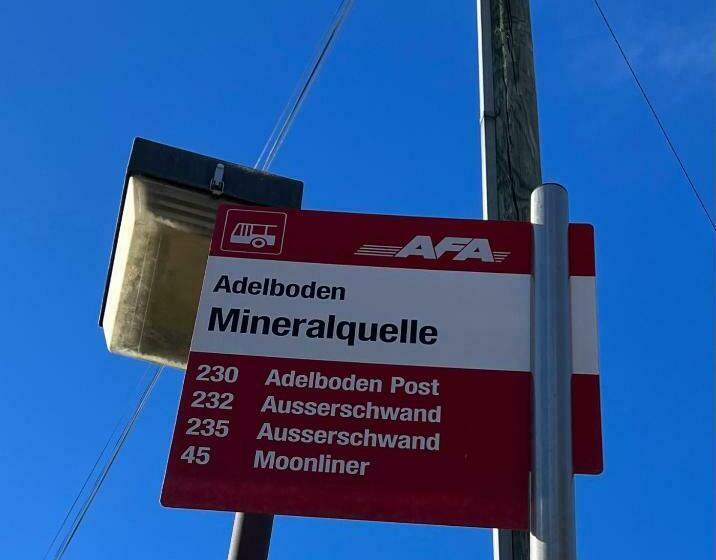 AFA
Adelboden
Mineralquelle
230 Adelboden Post
232 Ausserschwand
235 Ausserschwand
45 Moonliner